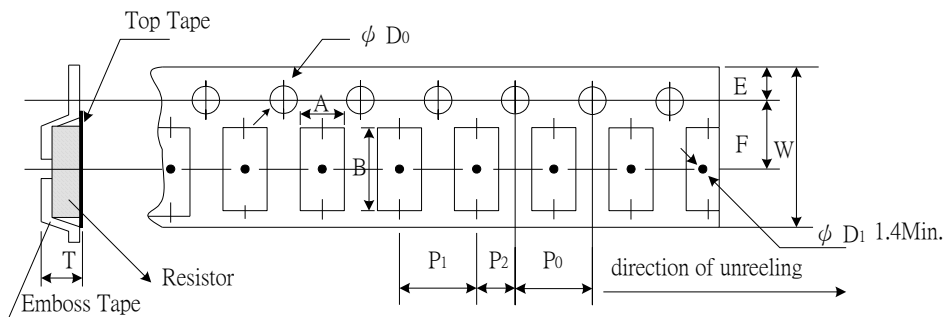 Top Tape
ψ D0
E
A
F
W
B
ψ D1 1.4Min.
T
P1
P2
P0
direction of unreeling
Resistor
Emboss Tape